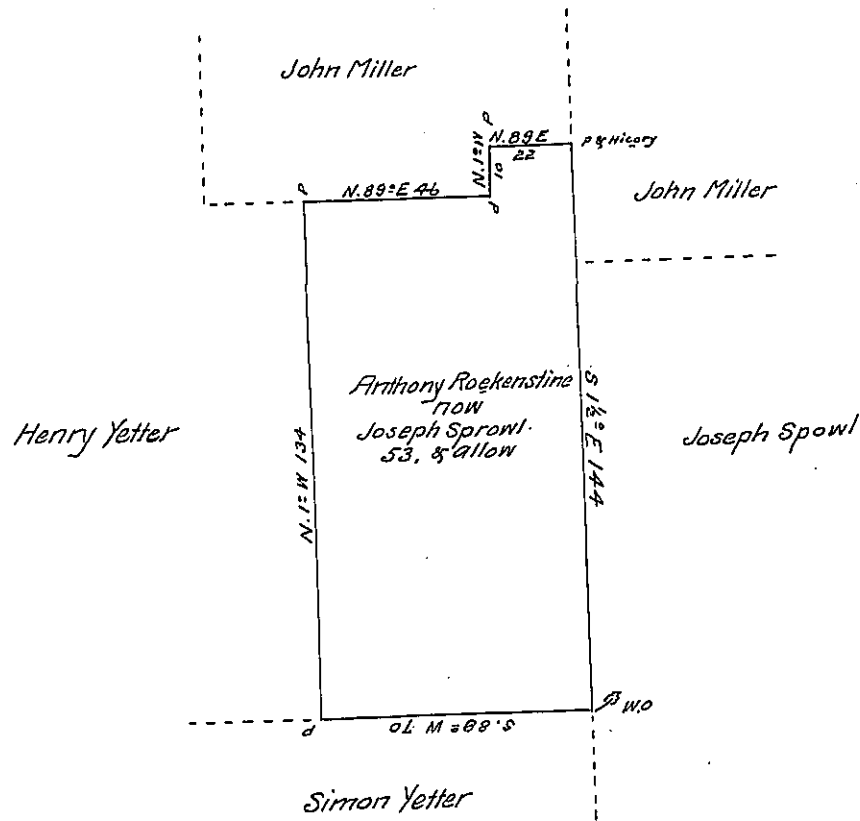 John Miller
P
N.1°W
10
N.89E
22
P & Hicory
P
N.89°E 46
P
John Miller
Anthony Roekenstine
now
Joseph Sprowl.
53, & allow
Henry Yetter
N.1°W 134
S 1½°E 144
Joseph Spowl
P
S.88°W 70
W.O
Simon Yetter